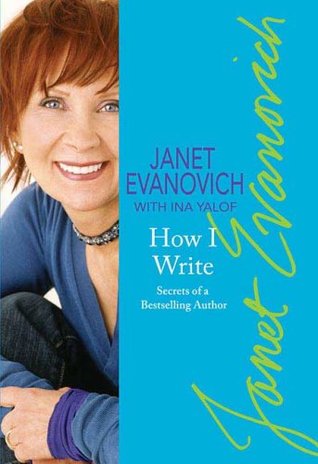 JANET
EVANOVICH
WITH INA YALOF
How I
Write
Secrets of a
Bestselling Author
Janet Evanovich